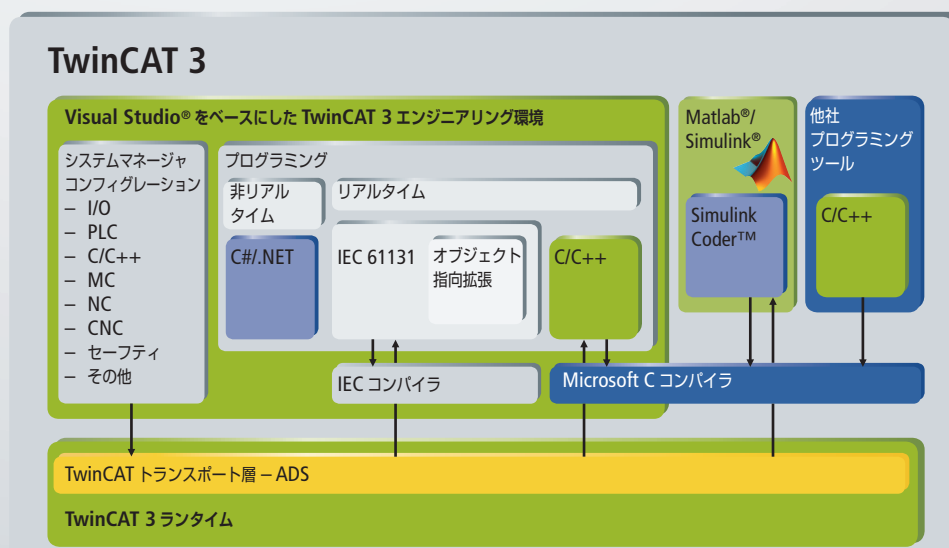 TwinCAT 3
Visual Studio® をベースにした TwinCAT 3 エンジニアリング環境
システムマネージャ
コンフィグレーション
– I/O
– PLC
– C/C++
– MC
– NC
– CNC
– セーフティ
– その他
プログラミング
非リアル
タイム
リアルタイム
C#/.NET
IEC 61131
オブジェクト
指向拡張
C/C++
IEC コンパイラ
Matlab®/
Simulink®
Simulink
Coder™
他社
プログラミング
ツール
C/C++
Microsoft C コンパイラ
TwinCAT トランスポート層 – ADS
TwinCAT 3 ランタイム